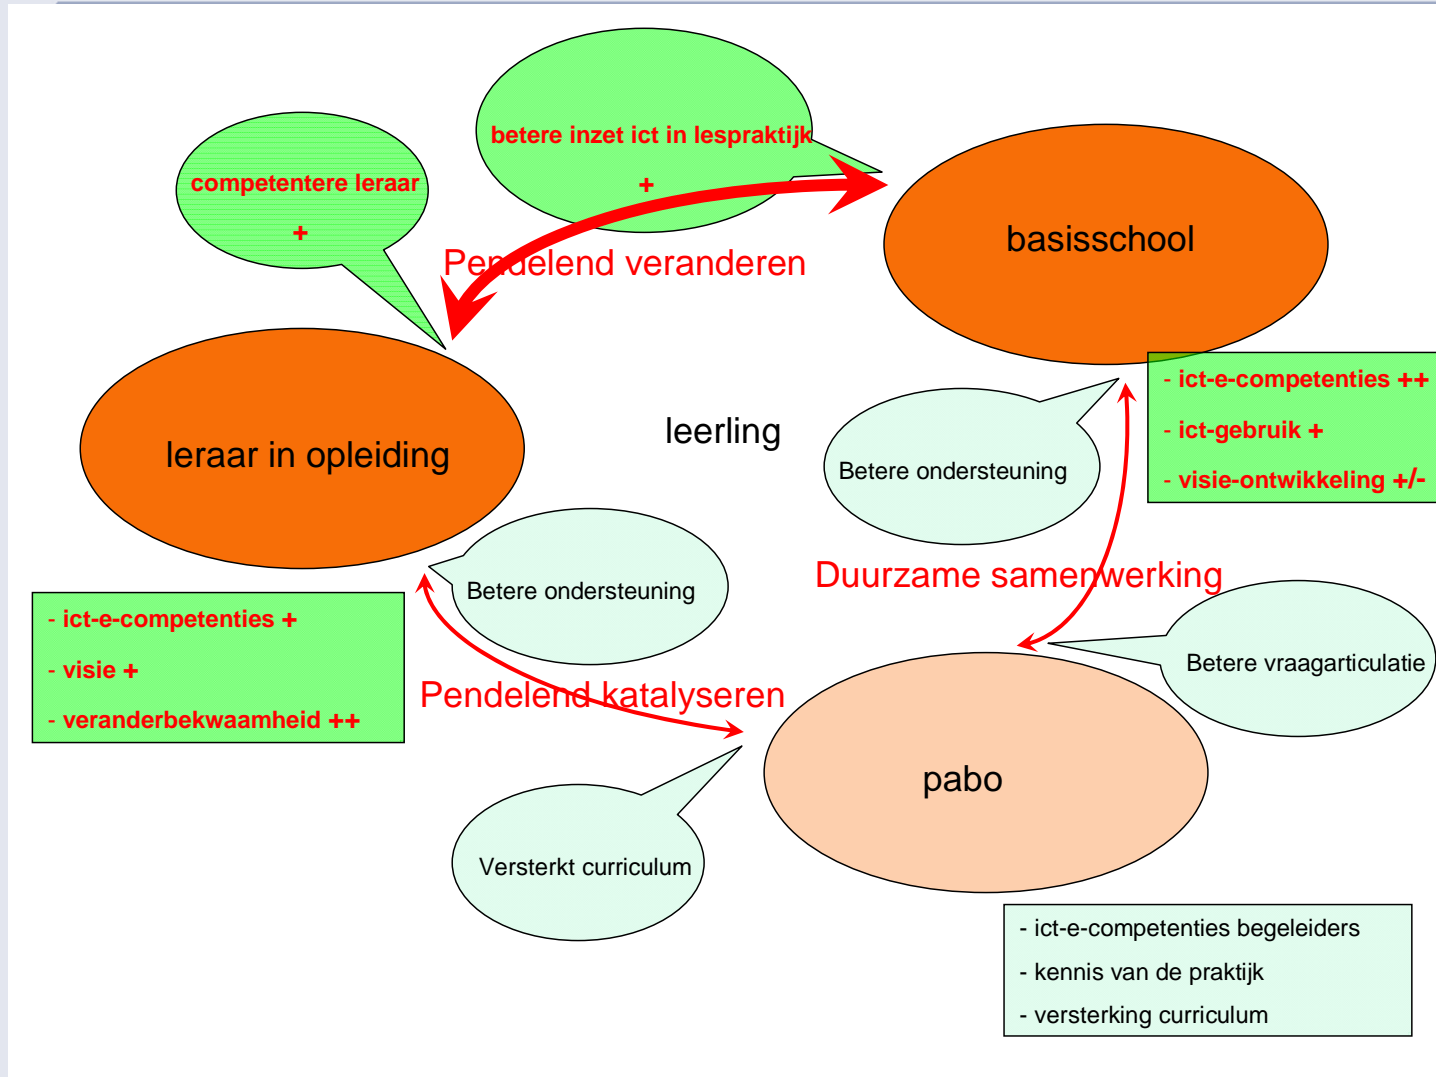 betere inzet ict in lespraktijk
+
competentere leraar
+
basisschool
Pendelend veranderen
- ict-e-competenties ++
- ict-gebruik +
- visie-ontwikkeling +/-
leerling
leraar in opleiding
Betere ondersteuning
Betere ondersteuning
Duurzame samenwerking
- ict-e-competenties +
- visie +
- veranderbekwaamheid ++
Betere vraagarticulatie
Pendelend katalyseren
pabo
Versterkt curriculum
- ict-e-competenties begeleiders
- kennis van de praktijk
- versterking curriculum